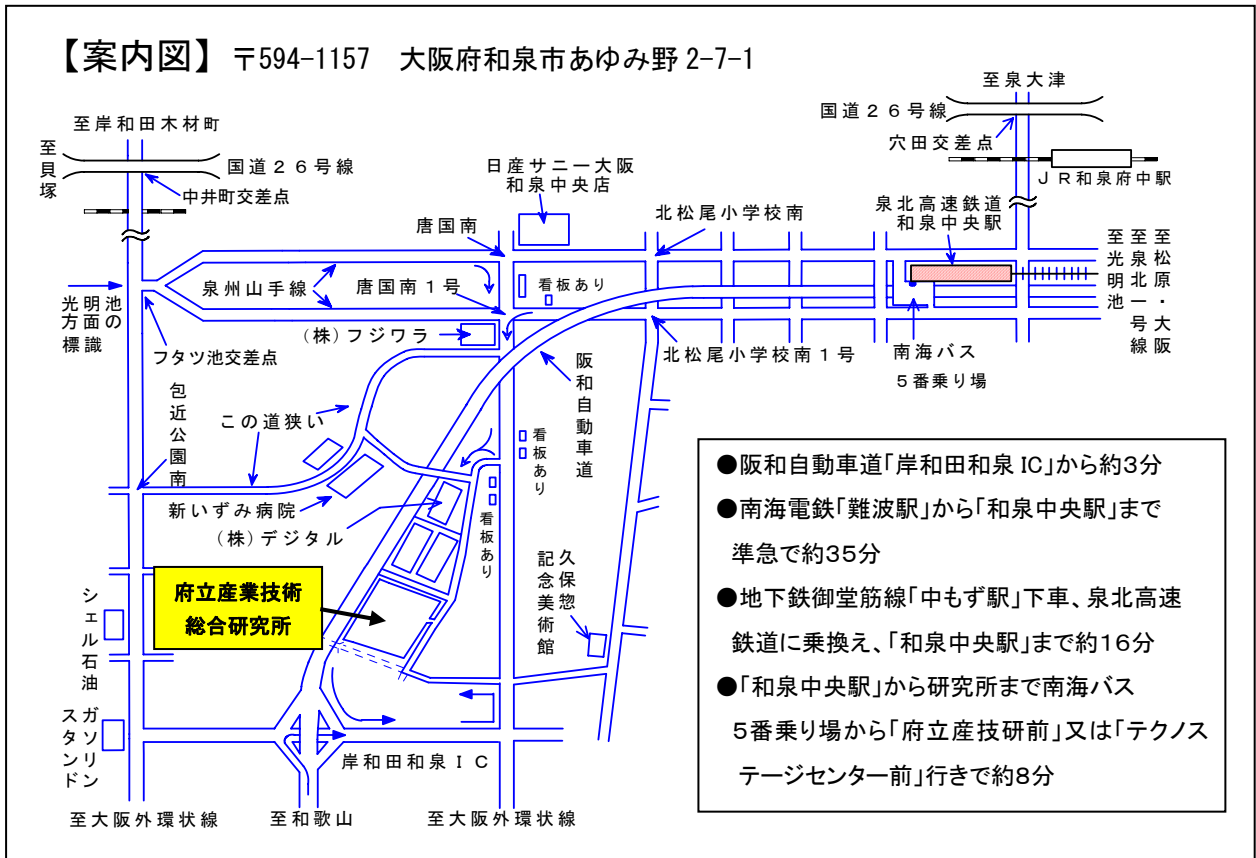 【案内図】 〒594-1157 大阪府和泉市あゆみ野 2-7-1
至泉大津
国道26号線
穴田交差点
JR和泉府中駅
至岸和田木材町
至貝塚
国道26号線
中井町交差点
日産サニー大阪
和泉中央店
唐国南
北松尾小学校南
泉北高速鉄道
和泉中央駅
至松原・大阪
至泉北一号線
至光明池
泉州山手線
唐国南1号
看板あり
池の
明面識
光方標
(株)フジワラ
フタツ池交差点
阪和自動車道
北松尾小学校南1号
南海バス
5番乗り場
包近公園南
この道狭い
看板あり
新いずみ病院
(株)デジタル
看板あり
府立産業技術
総合研究所
久保惣
記念美術館
シェル石油
ガソリン
スタンド
岸和田和泉IC
至大阪外環状線
至和歌山
至大阪外環状線
●阪和自動車道「岸和田和泉 IC」から約3分
●南海電鉄「難波駅」から「和泉中央駅」まで
準急で約35分
●地下鉄御堂筋線「中もず駅」下車、泉北高速
鉄道に乗換え、「和泉中央駅」まで約16分
●「和泉中央駅」から研究所まで南海バス
5番乗り場から「府立産技研前」又は「テクノス
テージセンター前」行きで約8分